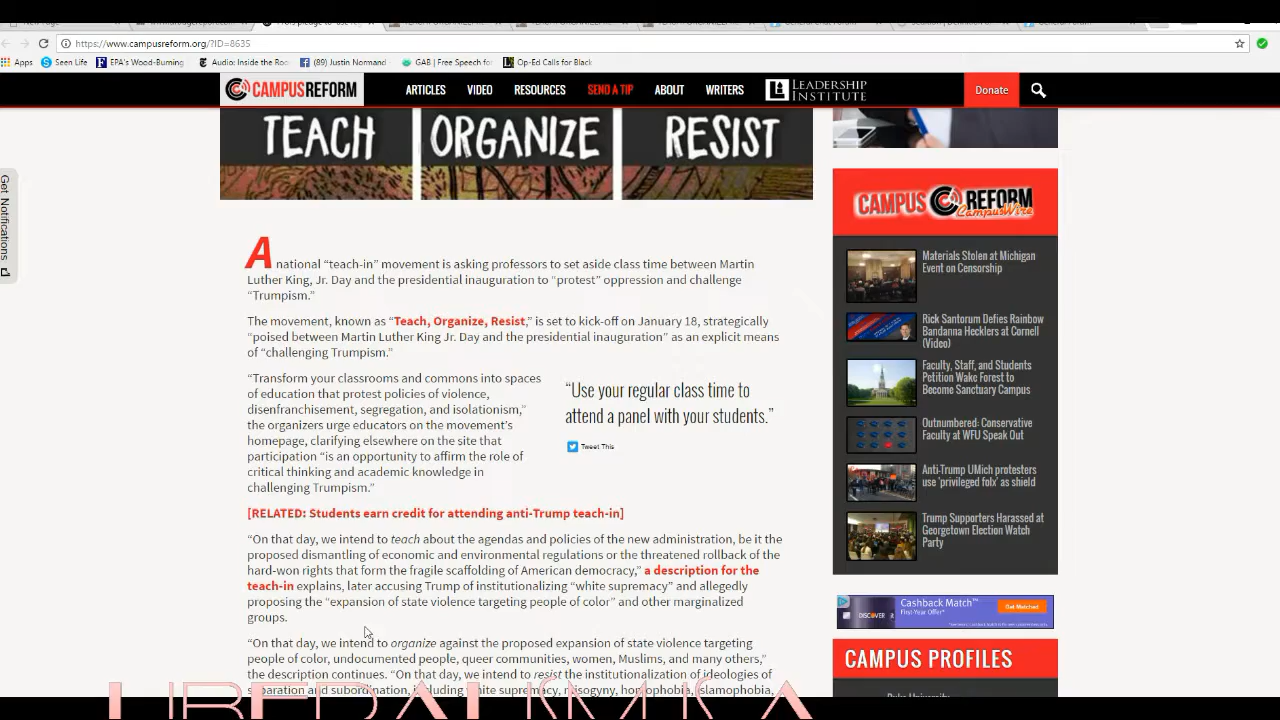 https://www.campusreform.org/?ID=8635
Apps Seen Life EPA's Wood-Burning Audio: Inside the Roo (89) Justin Normand GAB | Free Speech for Op-Ed Calls for Black
CAMPUSREFORM ARTICLES VIDEO RESOURCES SEND A TIP ABOUT WRITERS LEADERSHIP INSTITUTE Donate
TEACH ORGANIZE RESIST
Get Notifications
A national “teach-in” movement is asking professors to set aside class time between Martin
Luther King, Jr. Day and the presidential inauguration to “protest” oppression and challenge
“Trumpism.”
The movement, known as “Teach, Organize, Resist,” is set to kick-off on January 18, strategically
“poised between Martin Luther King Jr. Day and the presidential inauguration” as an explicit means
of “challenging Trumpism.”
“Transform your classrooms and commons into spaces
of education that protest policies of violence,
disenfranchisement, segregation, and isolationism,”
the organizers urge educators on the movement’s
homepage, clarifying elsewhere on the site that
participation “is an opportunity to affirm the role of
critical thinking and academic knowledge in
challenging Trumpism.”
“Use your regular class time to
attend a panel with your students.”
Tweet This
[RELATED: Students earn credit for attending anti-Trump teach-in]
“On that day, we intend to teach about the agendas and policies of the new administration, be it the
proposed dismantling of economic and environmental regulations or the threatened rollback of the
hard-won rights that form the fragile scaffolding of American democracy,” a description for the
teach-in explains, later accusing Trump of institutionalizing “white supremacy” and allegedly
proposing the “expansion of state violence targeting people of color” and other marginalized
groups.
“On that day, we intend to organize against the proposed expansion of state violence targeting
people of color, undocumented people, queer communities, women, Muslims, and many others,”
the description continues. “On that day, we intend to resist the institutionalization of ideologies of
separation and subordination, including white supremacy, misogyny, homophobia, islamophobia,
CAMPUS REFORM
CampusWire
Materials Stolen at Michigan
Event on Censorship
Rick Santorum Defies Rainbow
Bandanna Hecklers at Cornell
(Video)
Faculty, Staff, and Students
Petition Wake Forest to
Become Sanctuary Campus
Outnumbered: Conservative
Faculty at WFU Speak Out
Anti-Trump UMich protesters
use 'privileged folx' as shield
Trump Supporters Harassed at
Georgetown Election Watch
Party
DISCOVER Cashback Match
First-Year Offer
Get Matched
CAMPUS PROFILES
Duke University